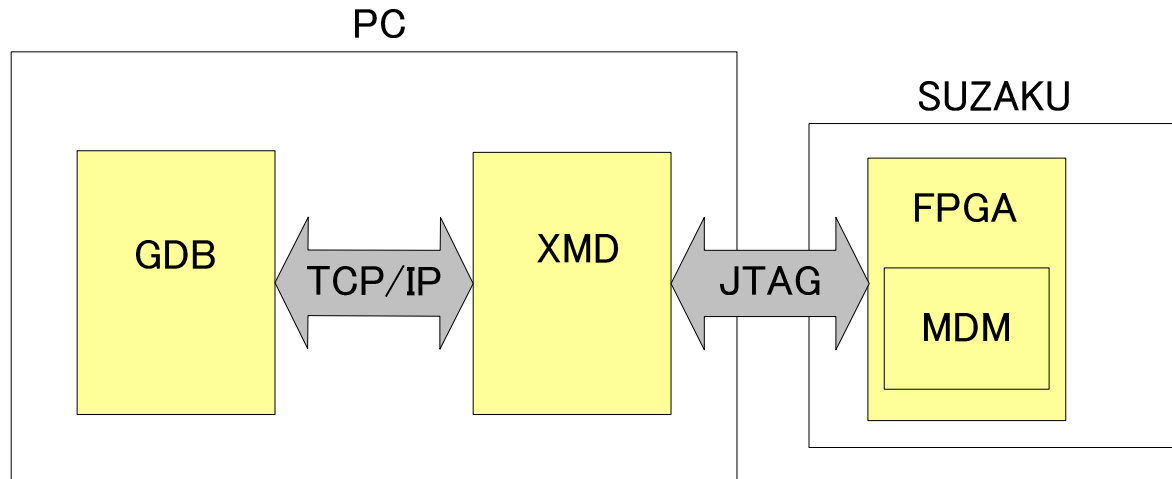 PC
SUZAKU
GDB
TCP/IP
XMD
JTAG
FPGA
MDM